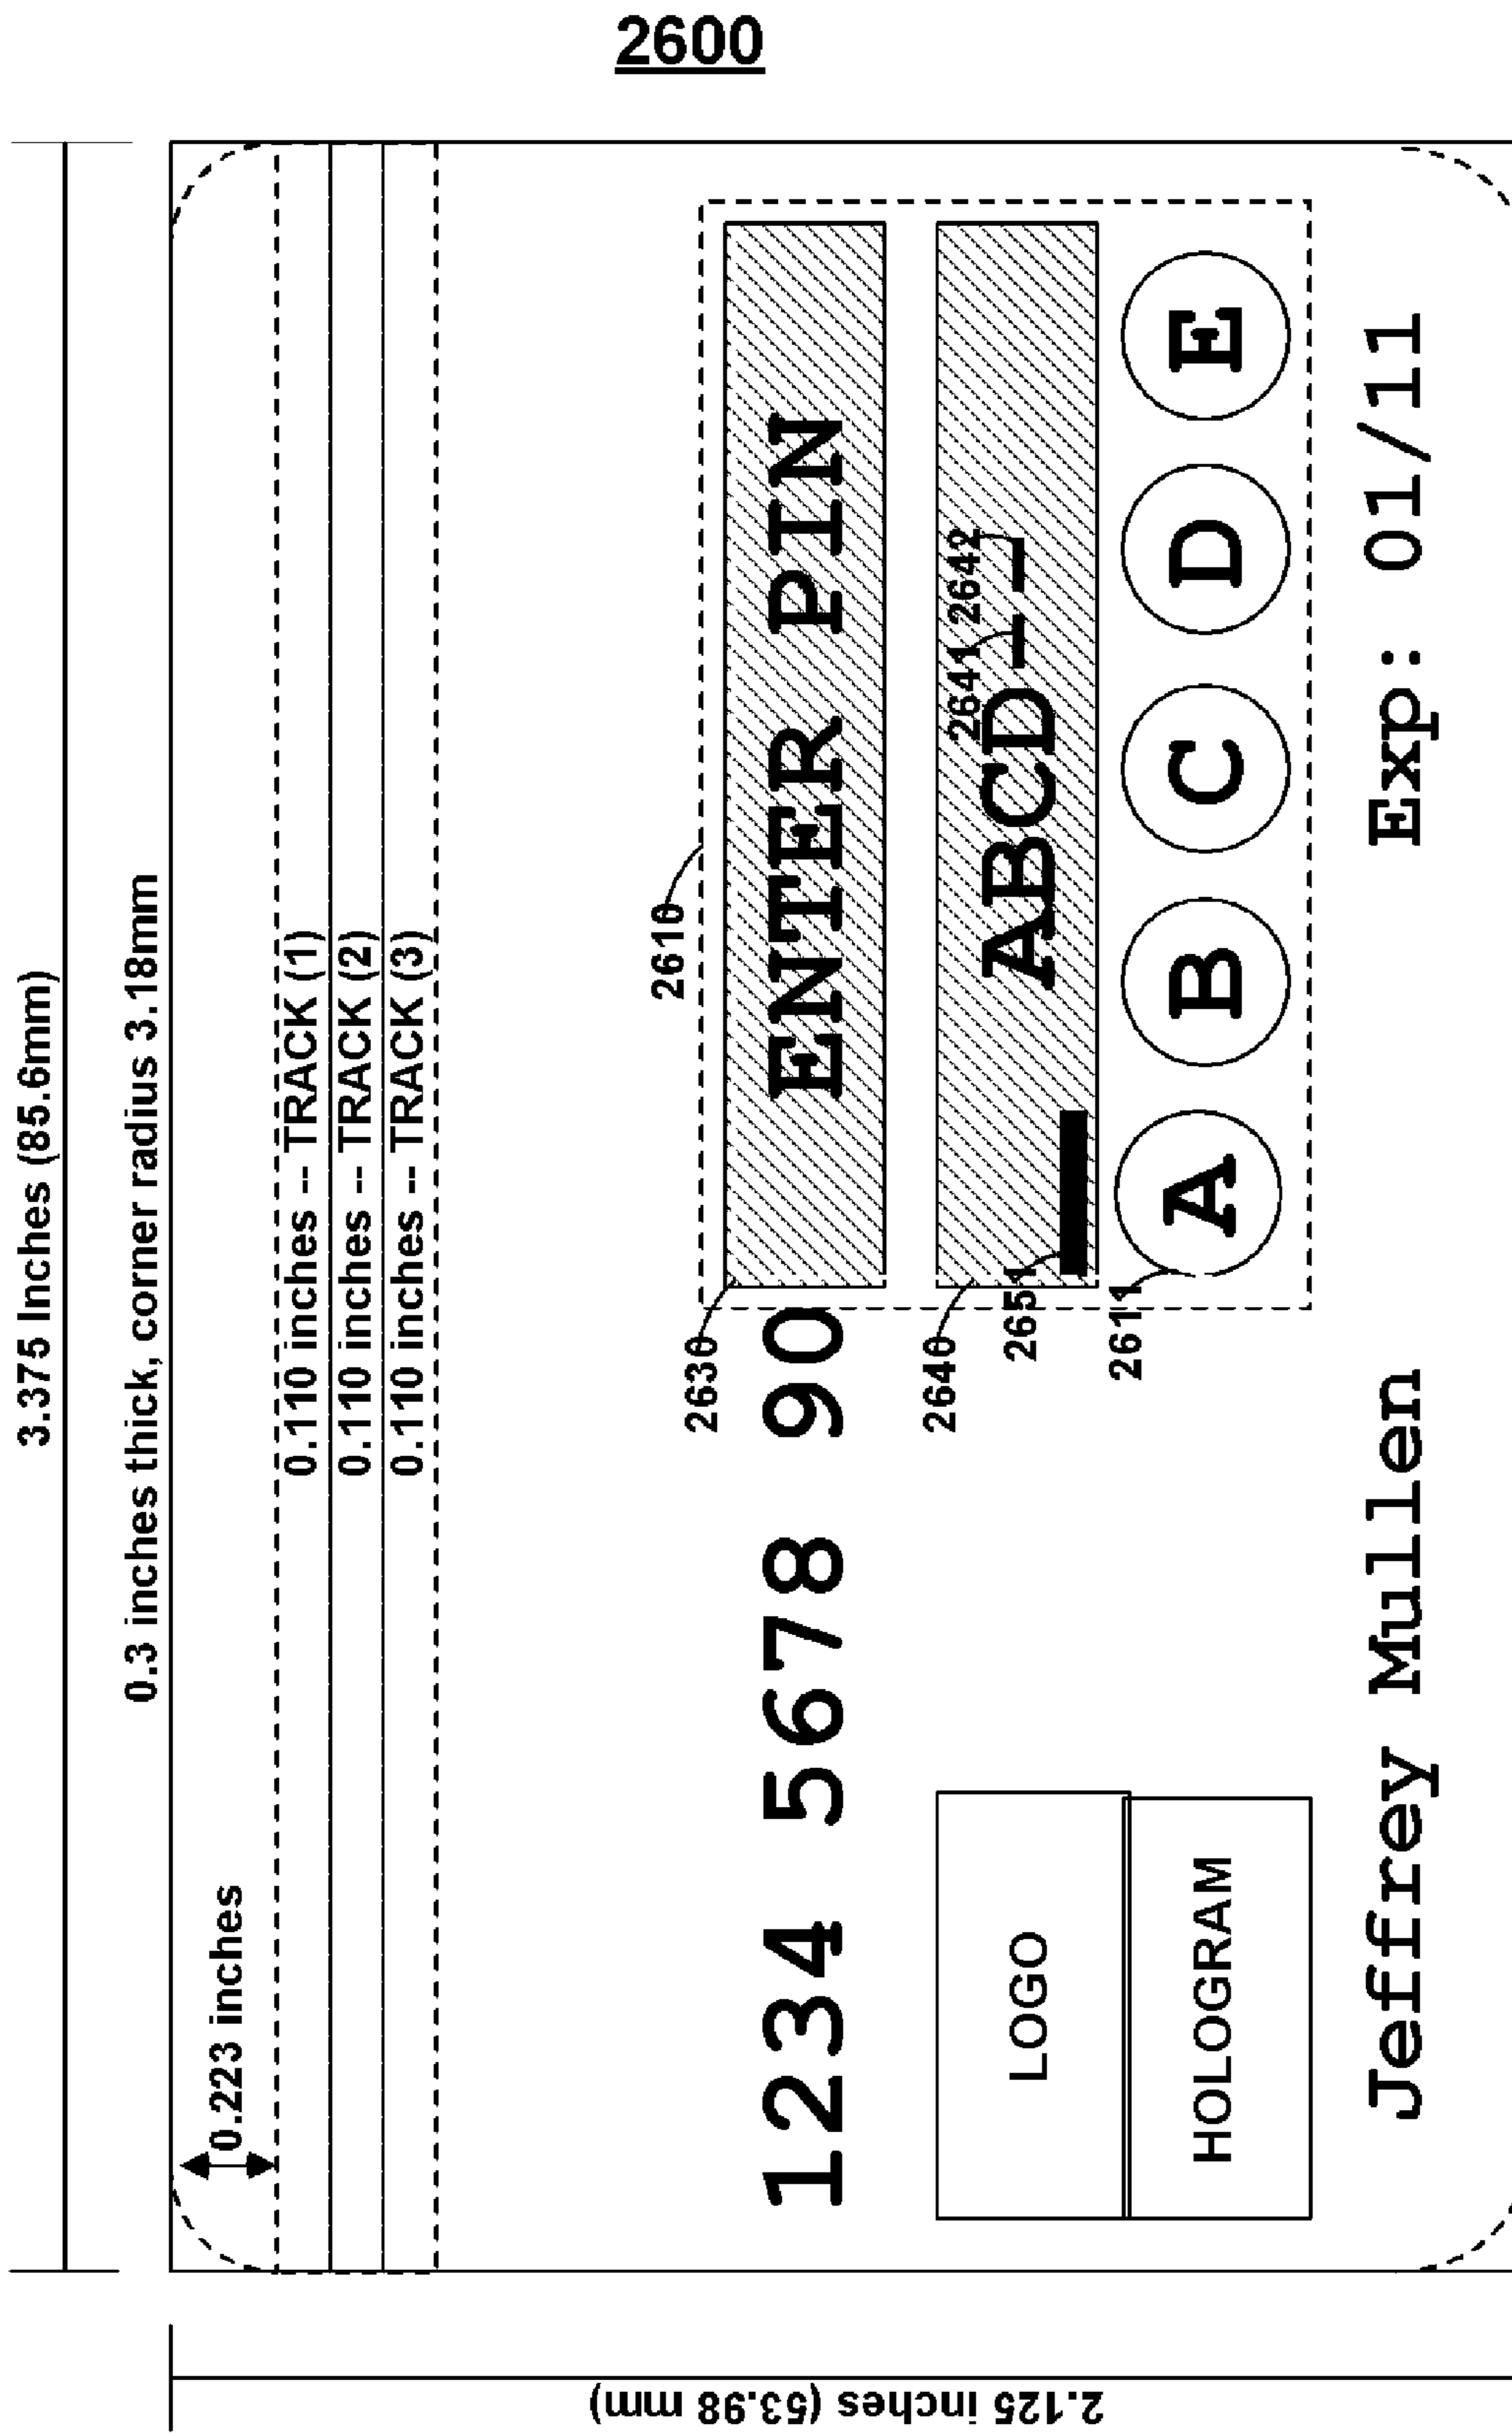 2600
3.375 Inches (85.6mm)
0.3 inches thick, corner radius 3.18mm
0.223 inches
0.110 inches -- TRACK (1)
0.110 inches -- TRACK (2)
0.110 inches -- TRACK (3)
2610
2630
1234 5678 90
ENTER PIN
2640
2641 2642
ABCD_ _
2651
2611
LOGO
HOLOGRAM
A B C D E
Jeffrey Mullen
Exp: 01/11
2.125 inches (53.98 mm)